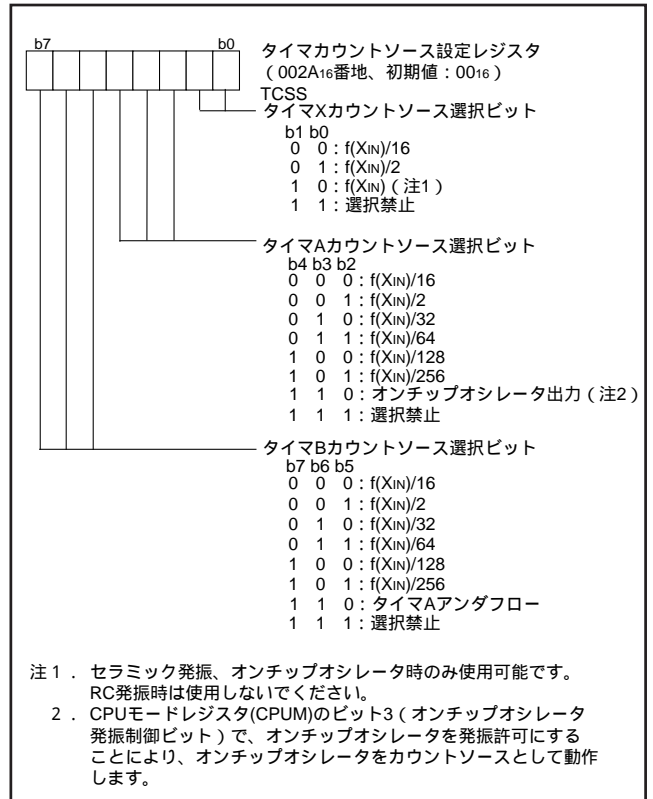 b7 b0
タイマカウントソース設定レジスタ
（002A16番地、初期値：0016）
TCSS
タイマXカウントソース選択ビット
b1 b0
0 0：f(XIN)/16
0 1：f(XIN)/2
1 0：f(XIN)（注1）
1 1：選択禁止
タイマAカウントソース選択ビット
b4 b3 b2
0 0 0：f(XIN)/16
0 0 1：f(XIN)/2
0 1 0：f(XIN)/32
0 1 1：f(XIN)/64
1 0 0：f(XIN)/128
1 0 1：f(XIN)/256
1 1 0：オンチップオシレータ出力（注2）
1 1 1：選択禁止
タイマBカウントソース選択ビット
b7 b6 b5
0 0 0：f(XIN)/16
0 0 1：f(XIN)/2
0 1 0：f(XIN)/32
0 1 1：f(XIN)/64
1 0 0：f(XIN)/128
1 0 1：f(XIN)/256
1 1 0：タイマAアンダフロー
1 1 1：選択禁止
注1．セラミック発振、オンチップオシレータ時のみ使用可能です。
RC発振時は使用しないでください。
2．CPUモードレジスタ(CPUM)のビット3（オンチップオシレータ
発振制御ビット）で、オンチップオシレータを発振許可にする
ことにより、オンチップオシレータをカウントソースとして動作
します。